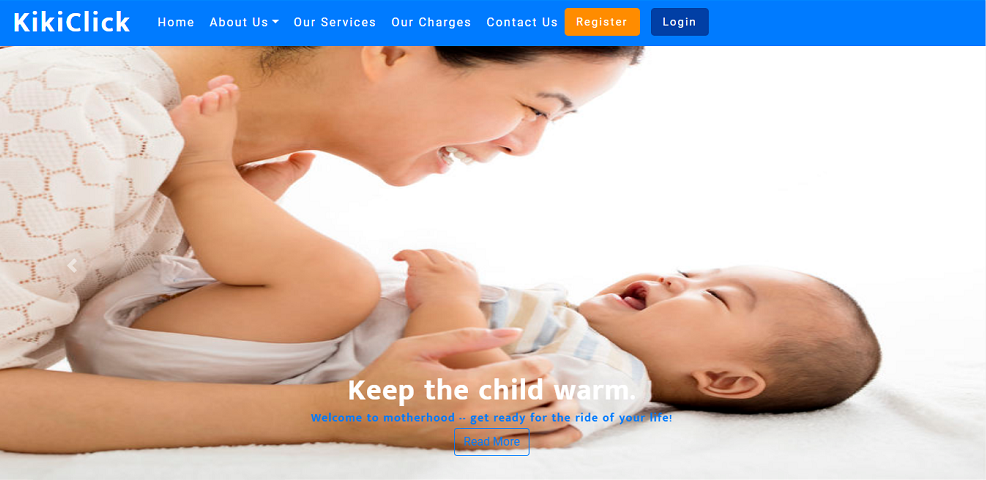 KikiClick Home About Us Our Services Our Charges Contact Us Register Login
Keep the child warm.
Welcome to motherhood -- get ready for the ride of your life!
Read More